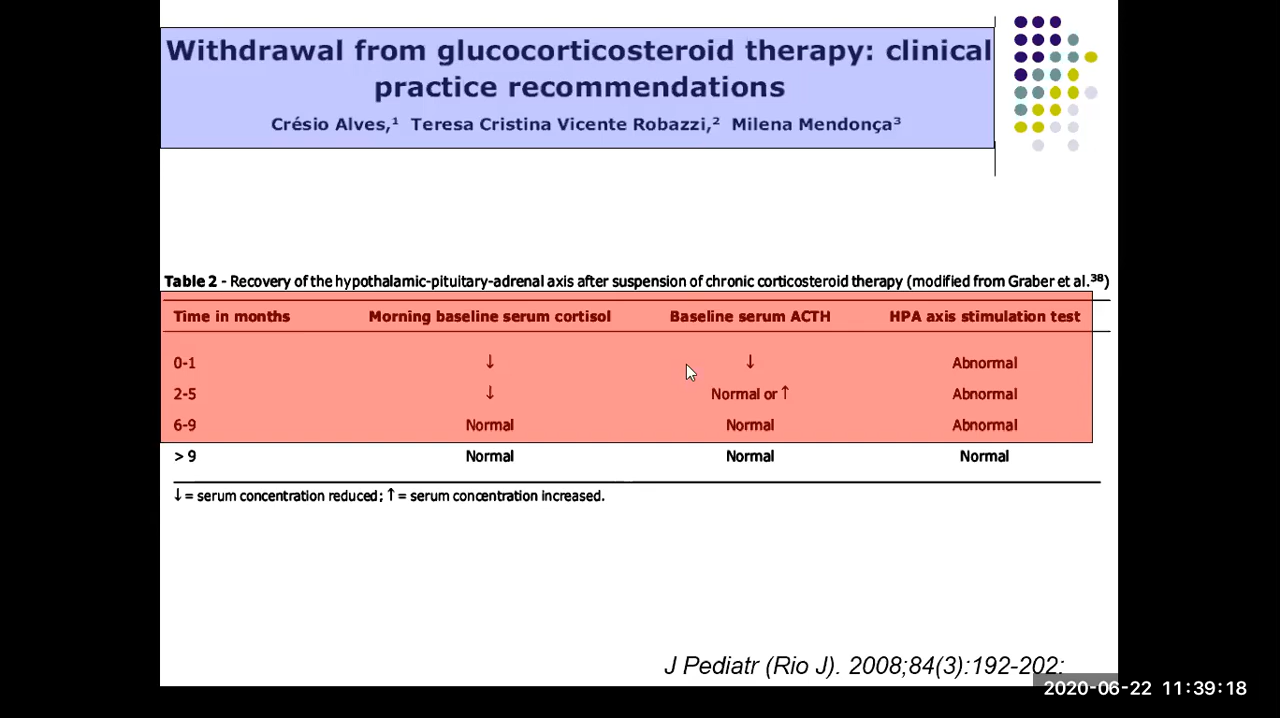 Withdrawal from glucocorticosteroid therapy: clinical
practice recommendations
Crésio Alves,¹ Teresa Cristina Vicente Robazzi,² Milena Mendonça³
Table 2 - Recovery of the hypothalamic-pituitary-adrenal axis after suspension of chronic corticosteroid therapy (modified from Graber et al.³⁸)
Time in months Morning baseline serum cortisol Baseline serum ACTH HPA axis stimulation test
0-1 ↓ ↓ Abnormal
2-5 ↓ Normal or ↑ Abnormal
6-9 Normal Normal Abnormal
> 9 Normal Normal Normal
↓ = serum concentration reduced; ↑ = serum concentration increased.
J Pediatr (Rio J). 2008;84(3):192-202:
2020-06-22 11:39:18